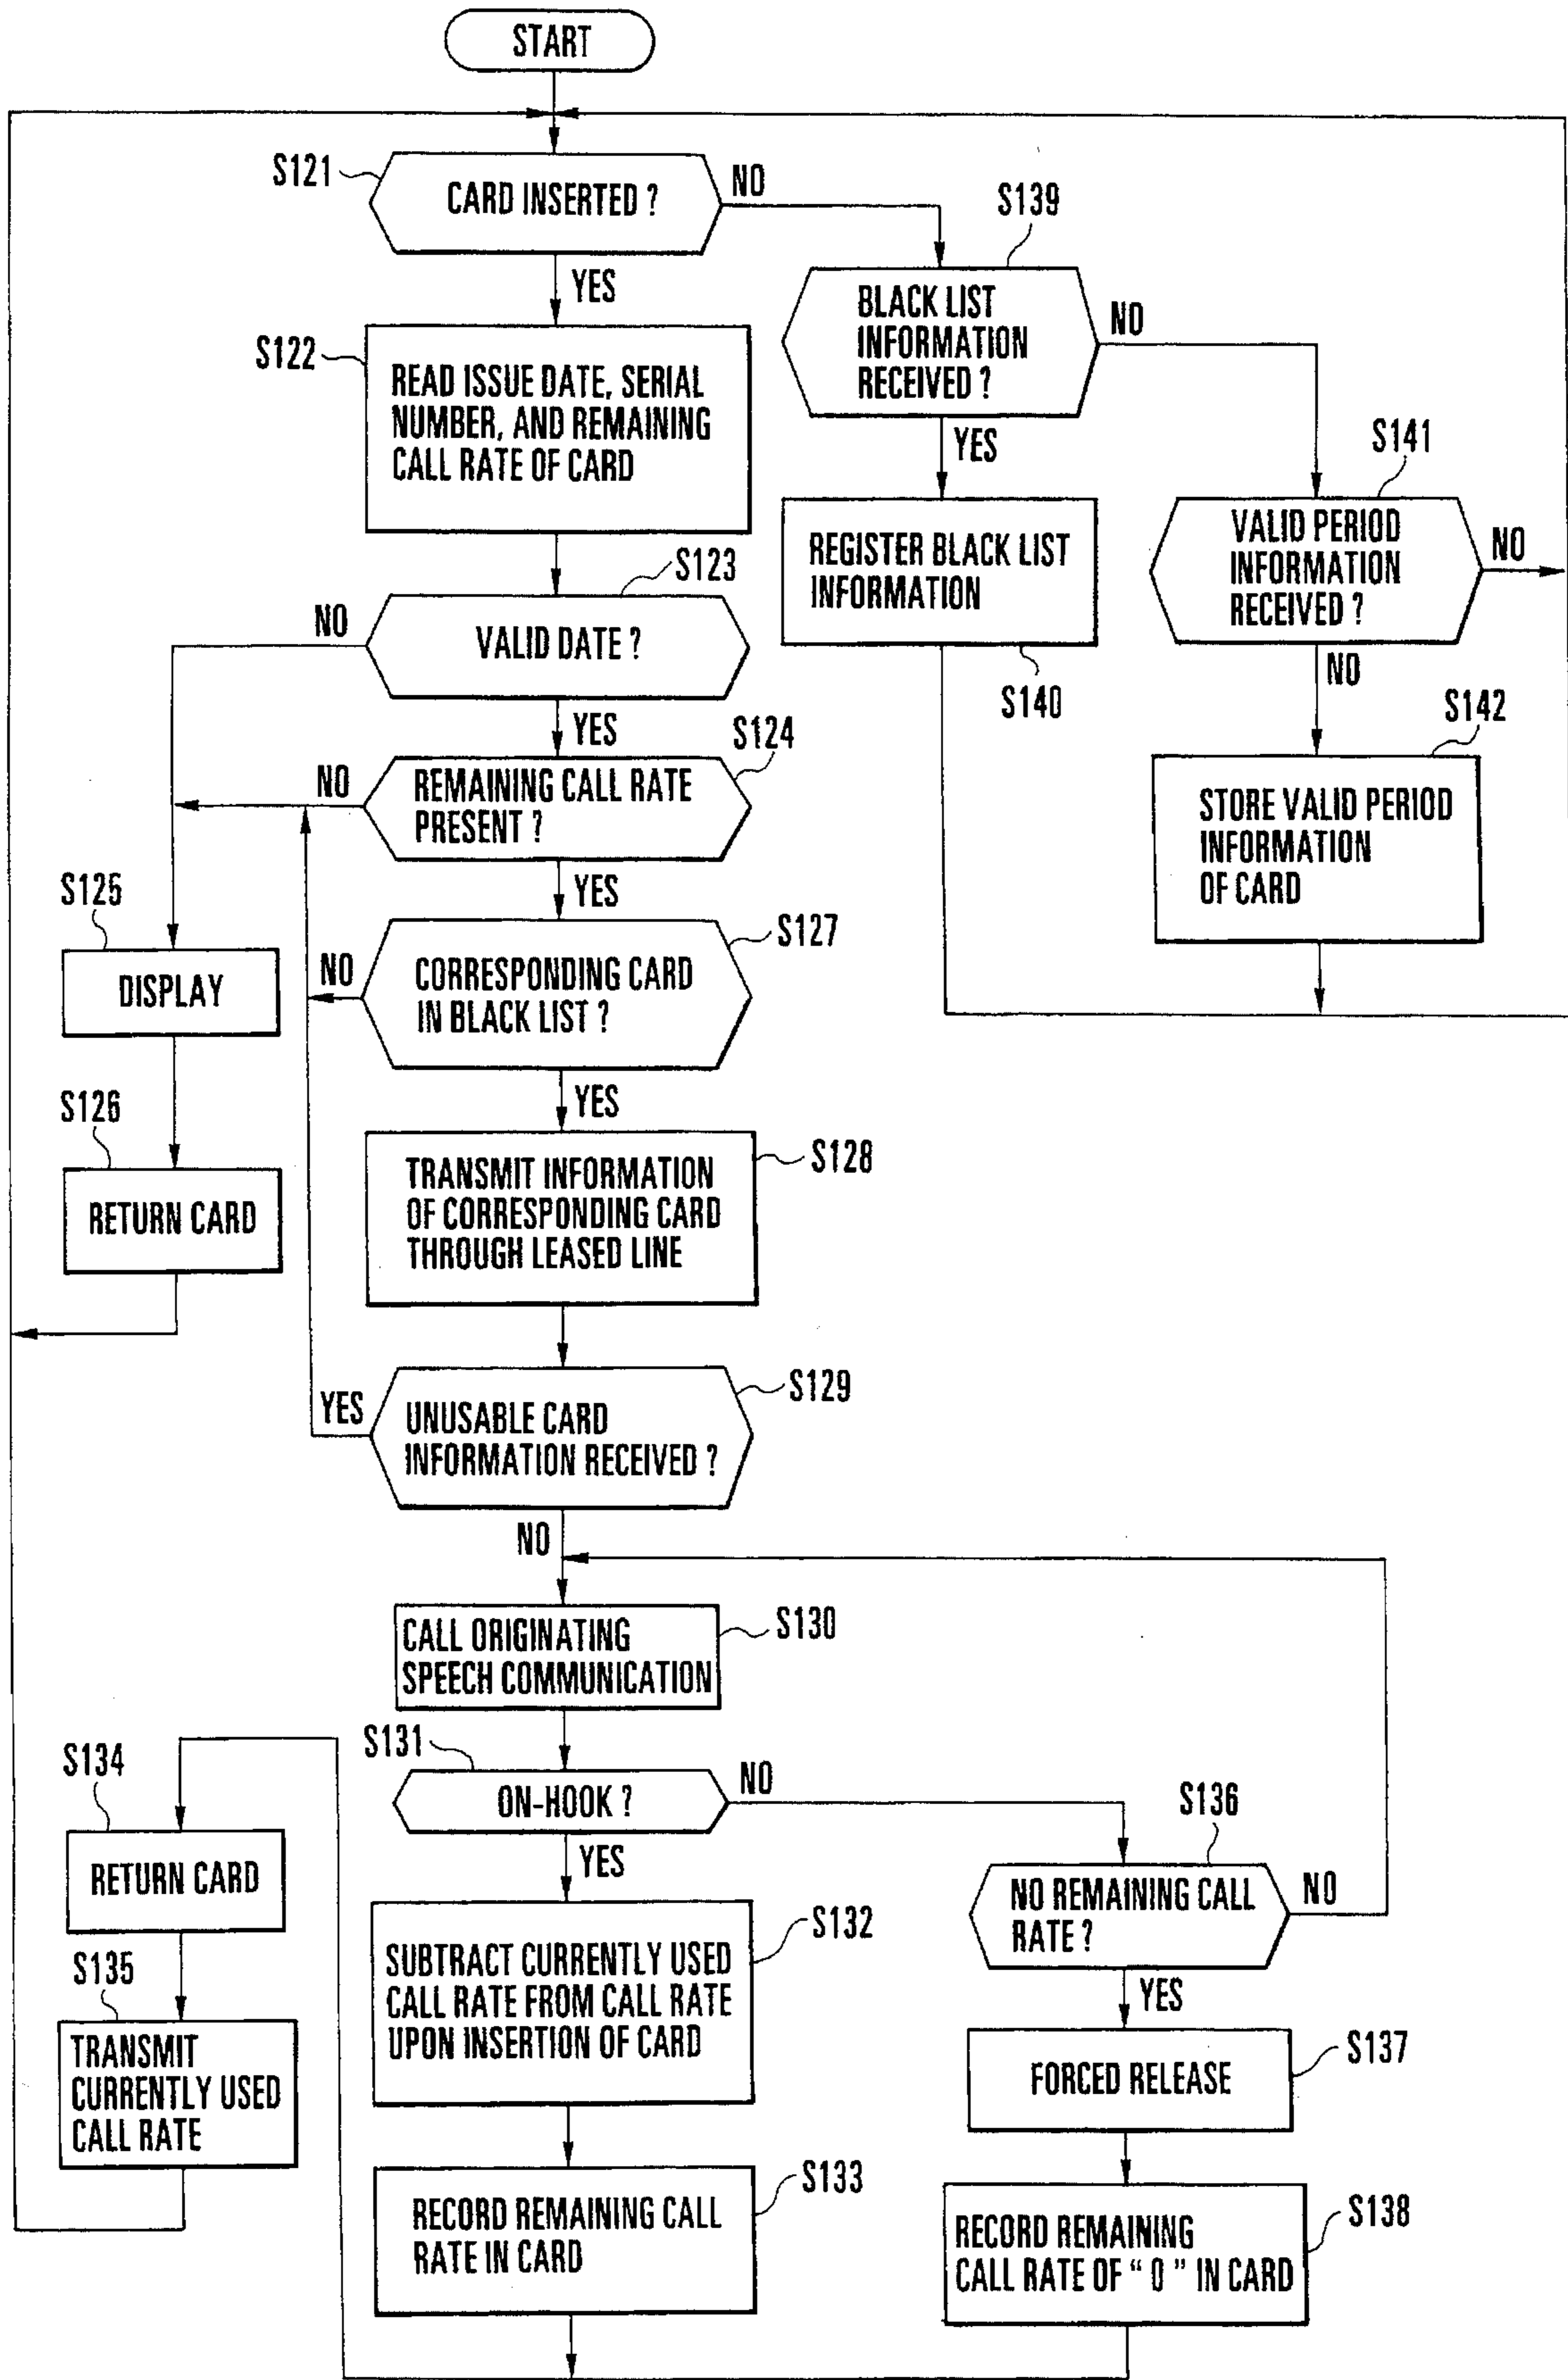 START
S121
CARD INSERTED ?
NO
YES
S139
BLACK LIST
INFORMATION
RECEIVED ?
NO
YES
S122
READ ISSUE DATE, SERIAL
NUMBER, AND REMAINING
CALL RATE OF CARD
S141
VALID PERIOD
INFORMATION
RECEIVED ?
NO
NO
REGISTER BLACK LIST
INFORMATION
S140
S123
VALID DATE ?
NO
YES
S142
STORE VALID PERIOD
INFORMATION
OF CARD
S124
REMAINING CALL RATE
PRESENT ?
NO
YES
S125
DISPLAY
S127
CORRESPONDING CARD
IN BLACK LIST ?
NO
YES
S126
RETURN CARD
S128
TRANSMIT INFORMATION
OF CORRESPONDING CARD
THROUGH LEASED LINE
S129
UNUSABLE CARD
INFORMATION RECEIVED ?
YES
NO
S130
CALL ORIGINATING
SPEECH COMMUNICATION
S131
ON-HOOK ?
NO
YES
S134
RETURN CARD
S136
NO REMAINING CALL
RATE ?
NO
YES
S132
SUBTRACT CURRENTLY USED
CALL RATE FROM CALL RATE
UPON INSERTION OF CARD
S135
TRANSMIT
CURRENTLY USED
CALL RATE
S137
FORCED RELEASE
S133
RECORD REMAINING CALL
RATE IN CARD
S138
RECORD REMAINING
CALL RATE OF " 0 " IN CARD